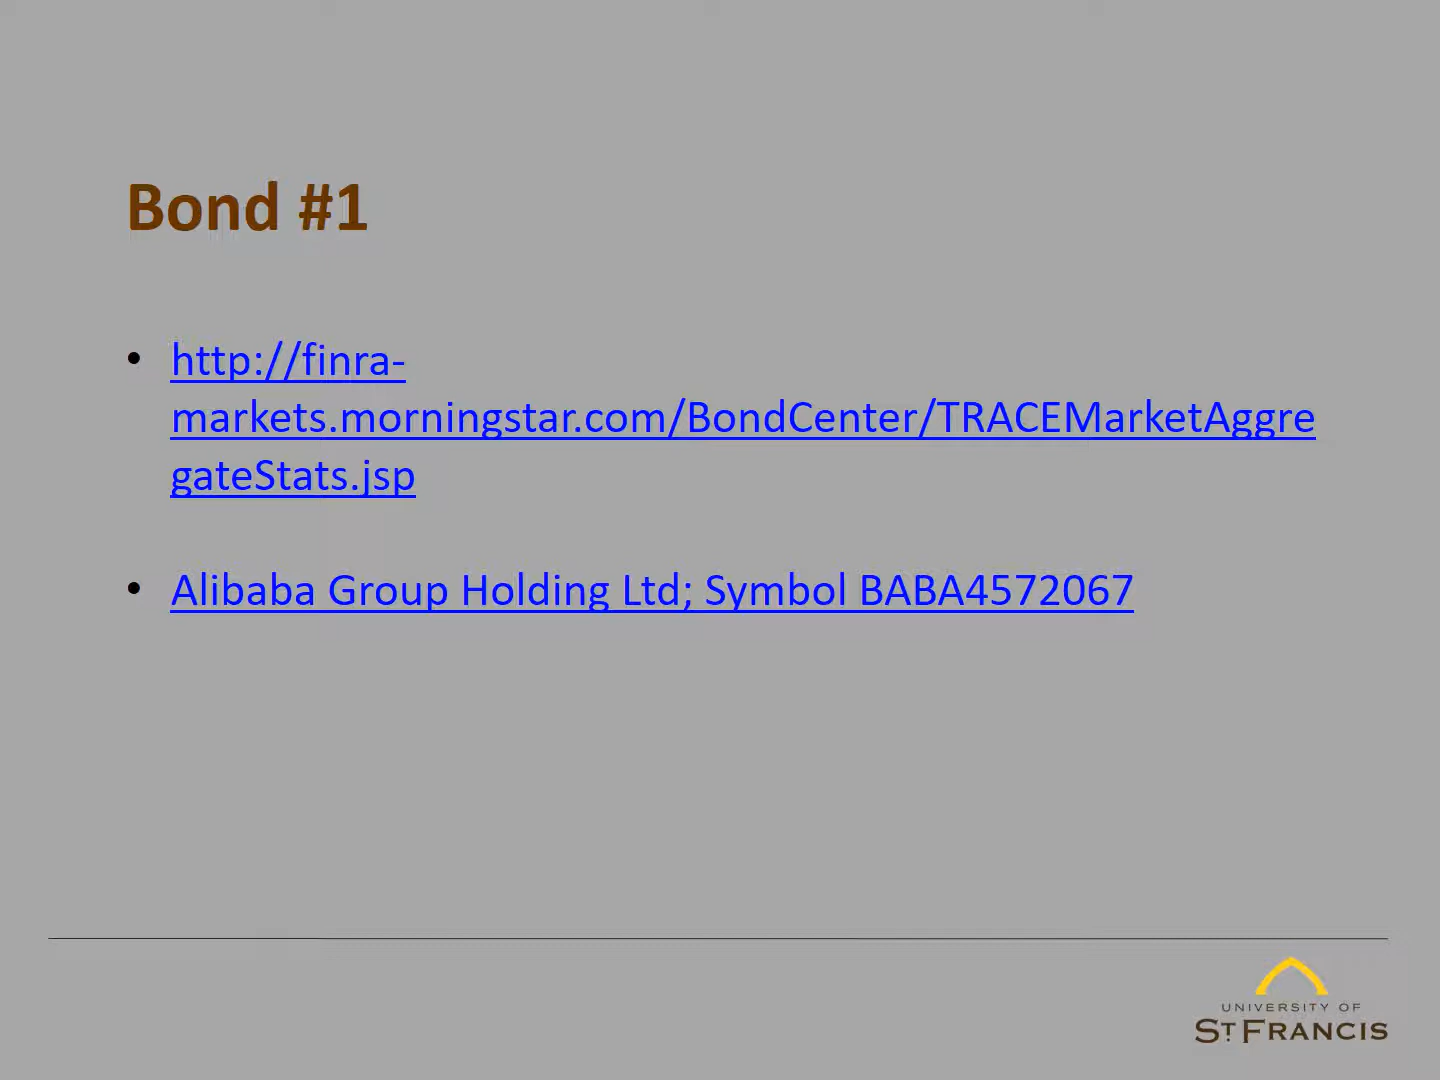 Bond #1
• http://finra-
markets.morningstar.com/BondCenter/TRACEMarketAggre
gateStats.jsp
• Alibaba Group Holding Ltd; Symbol BABA4572067
UNIVERSITY OF
ST. FRANCIS